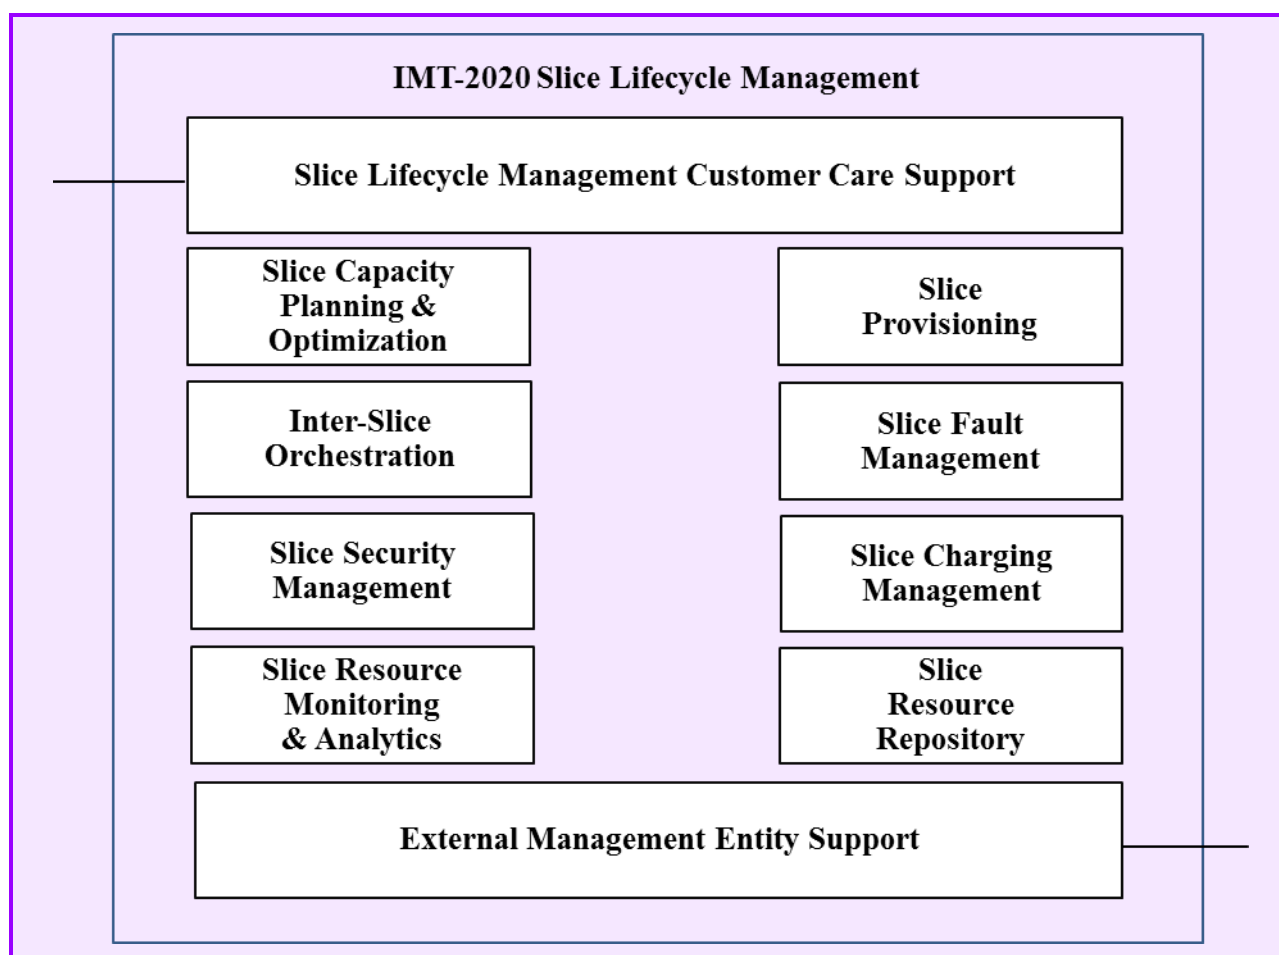 IMT-2020 Slice Lifecycle Management
Slice Lifecycle Management Customer Care Support
Slice Capacity
Planning &
Optimization
Slice
Provisioning
Inter-Slice
Orchestration
Slice Fault
Management
Slice Security
Management
Slice Charging
Management
Slice Resource
Monitoring
& Analytics
Slice
Resource
Repository
External Management Entity Support